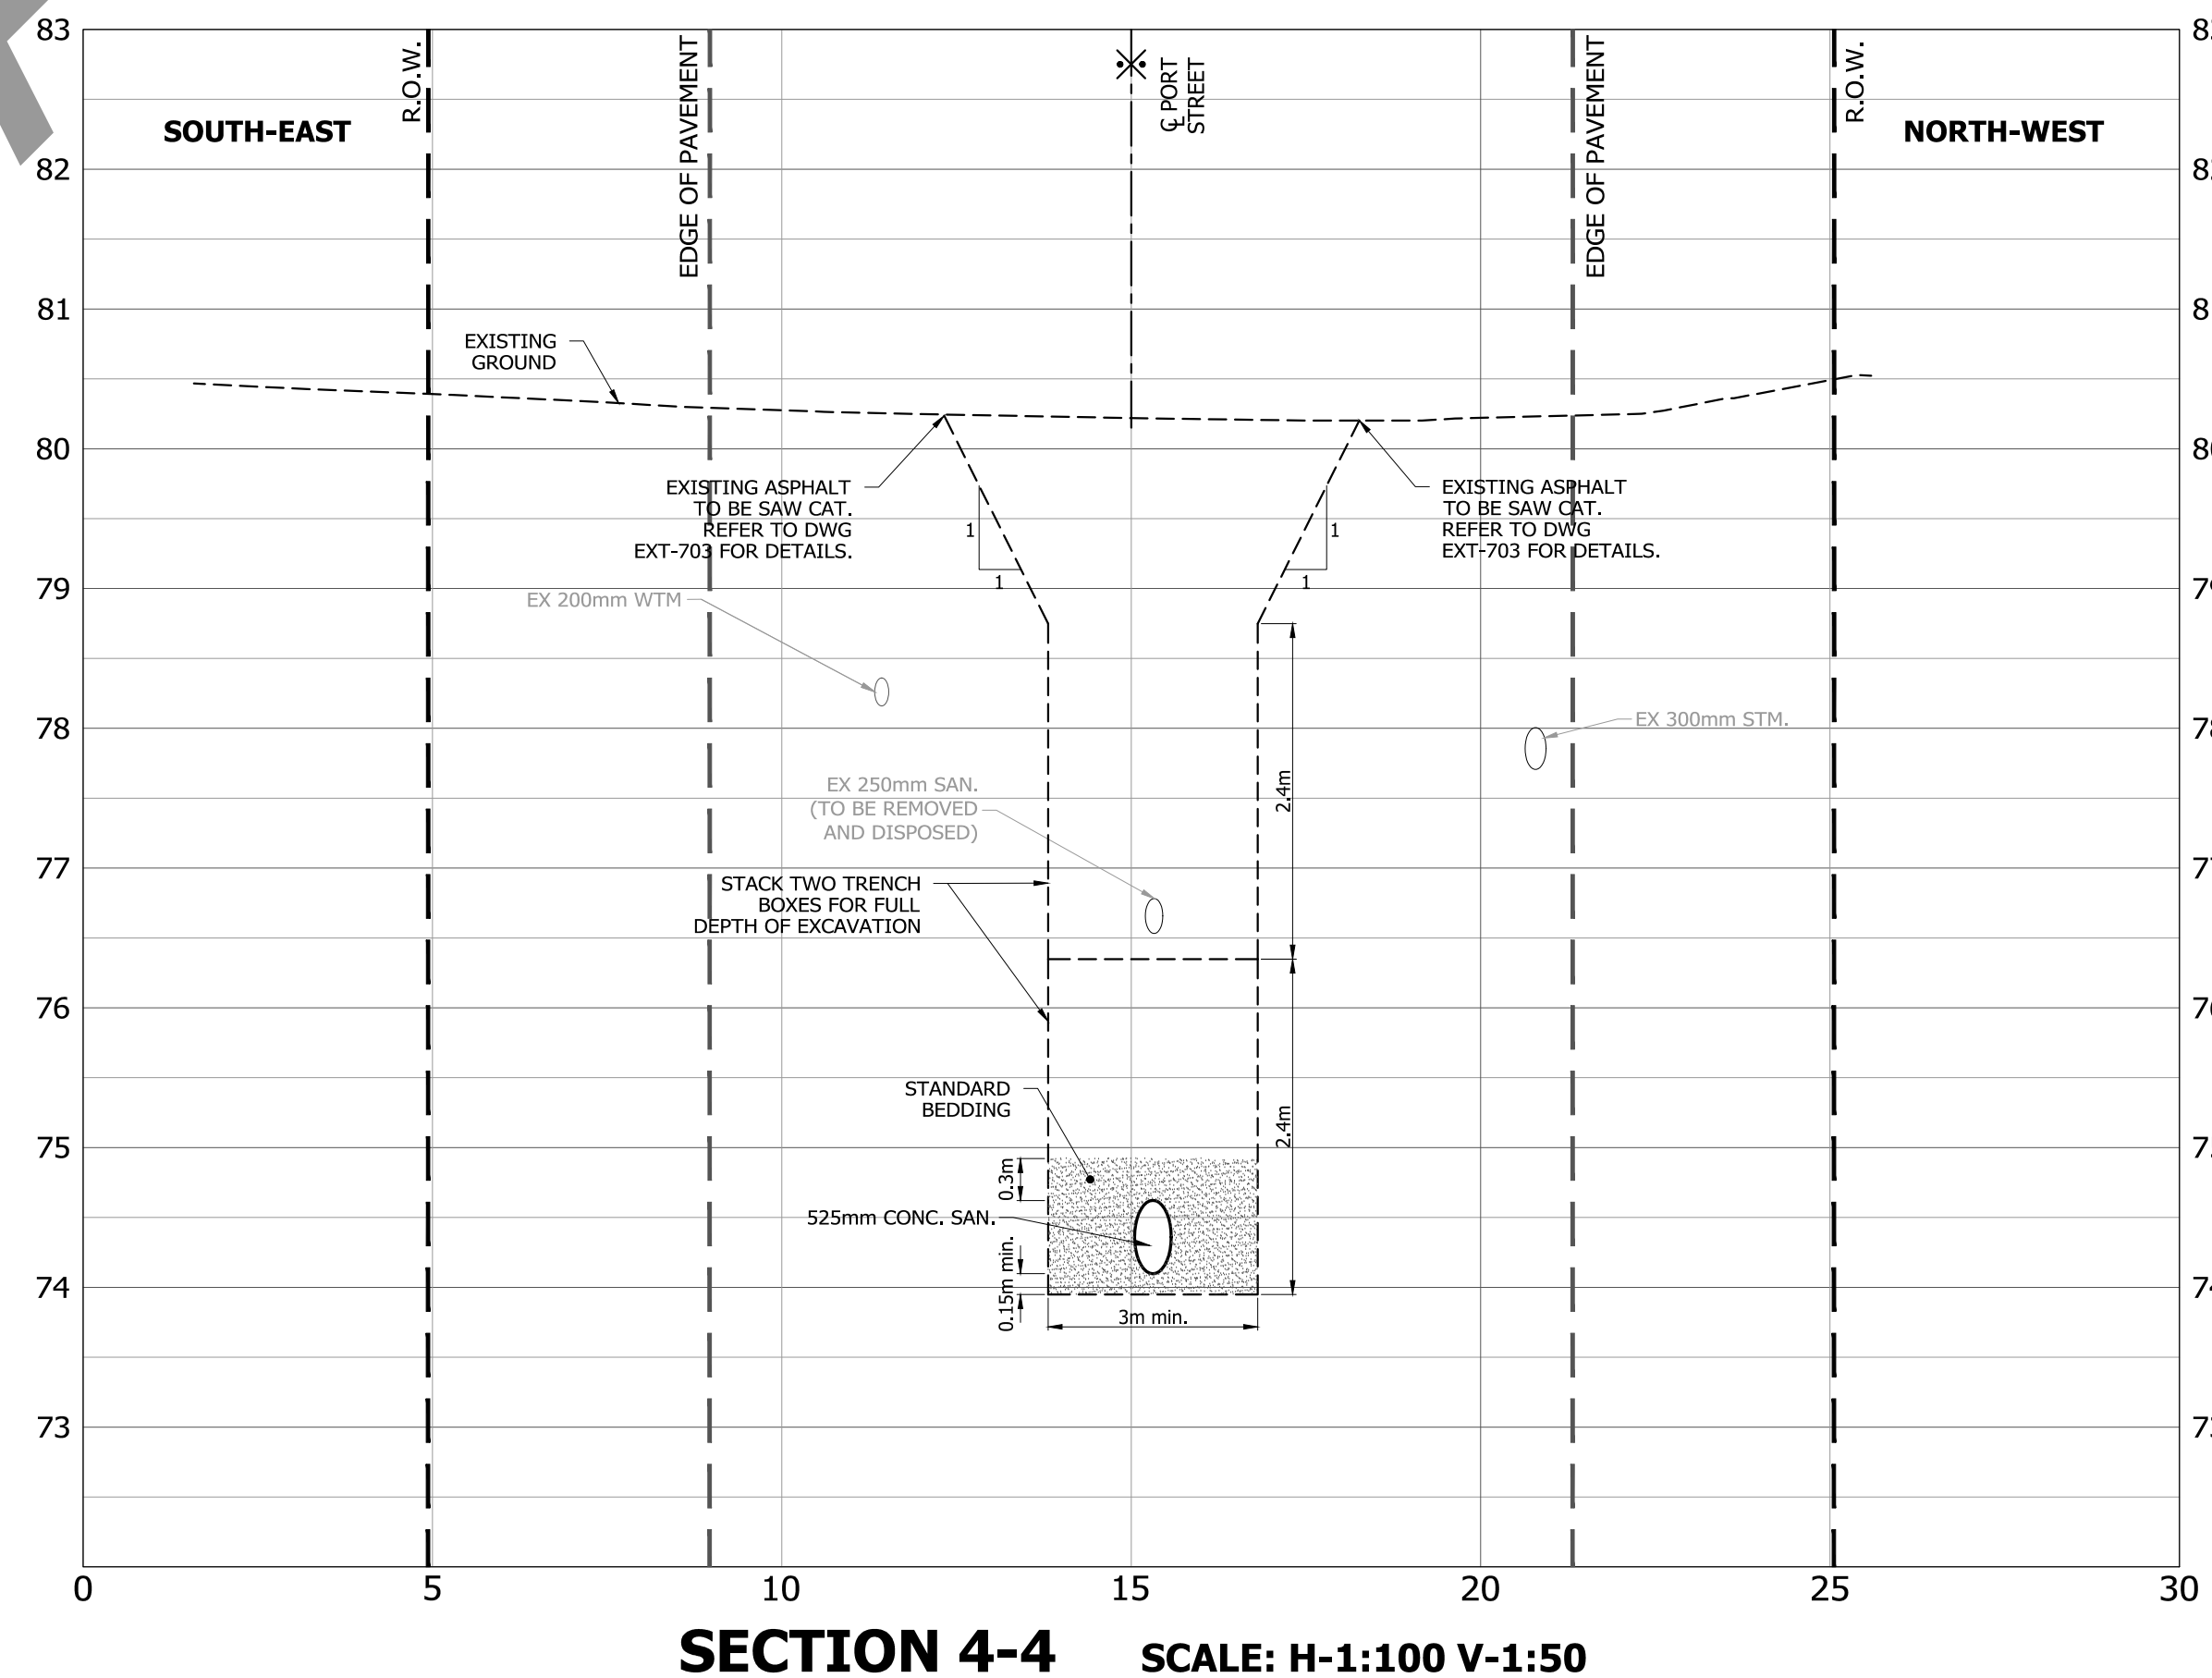 83
R.O.W.
EDGE OF PAVEMENT
℄ PORT
STREET
EDGE OF PAVEMENT
R.O.W.
SOUTH-EAST
NORTH-WEST
82
81
EXISTING
GROUND
80
EXISTING ASPHALT
TO BE SAW CAT.
REFER TO DWG
EXT-703 FOR DETAILS.
1
1
1
1
EXISTING ASPHALT
TO BE SAW CAT.
REFER TO DWG
EXT-703 FOR DETAILS.
79
EX 200mm WTM
78
EX 300mm STM.
EX 250mm SAN.
(TO BE REMOVED
AND DISPOSED)
2.4m
77
STACK TWO TRENCH
BOXES FOR FULL
DEPTH OF EXCAVATION
76
STANDARD
BEDDING
2.4m
75
0.3m
525mm CONC. SAN.
0.15m min.
74
3m min.
73
0
5
10
15
20
25
30
SECTION 4-4
SCALE: H-1:100 V-1:50